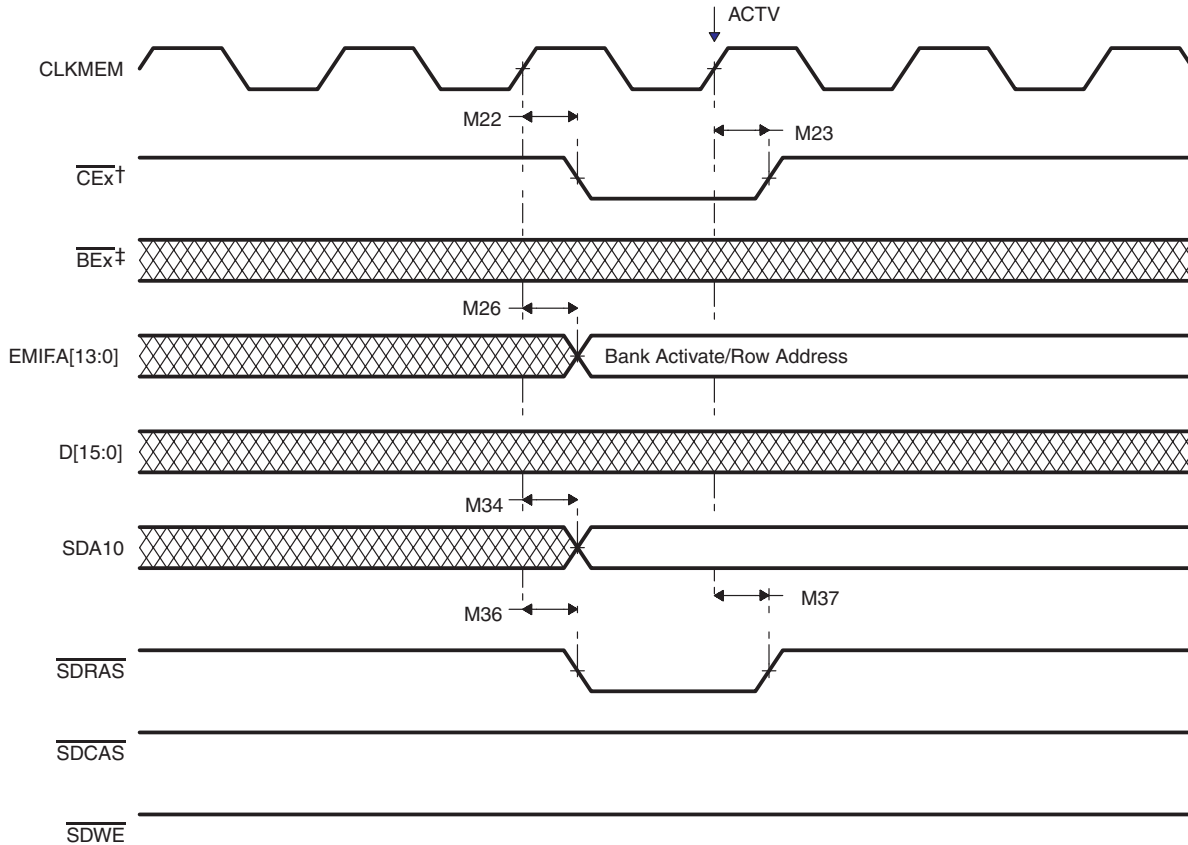 ACTV
CLKMEM
M22
M23
CEx†
BEx‡
M26
EMIF.A[13:0]
Bank Activate/Row Address
D[15:0]
M34
SDA10
M36
M37
SDRAS
SDCAS
SDWE